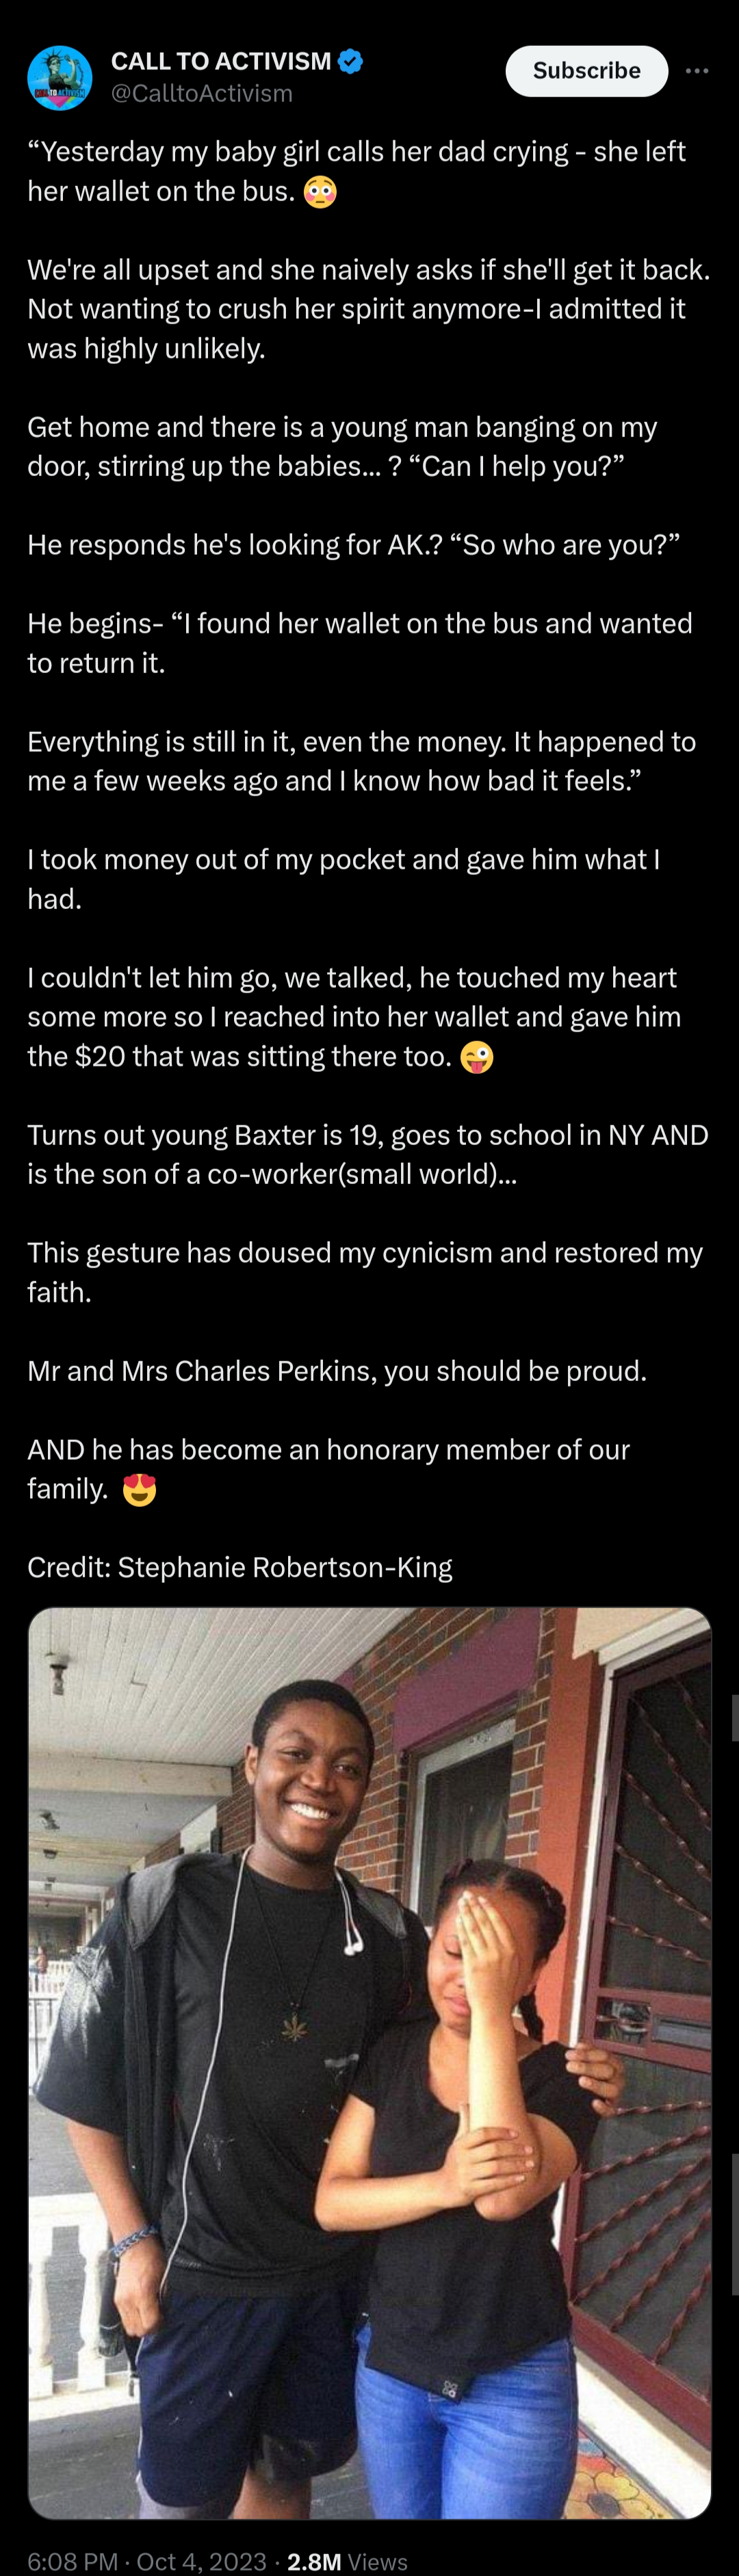 CALL TO ACTIVISM
@CalltoActivism
Subscribe
“Yesterday my baby girl calls her dad crying - she left
her wallet on the bus. 😳
We're all upset and she naively asks if she'll get it back.
Not wanting to crush her spirit anymore-I admitted it
was highly unlikely.
Get home and there is a young man banging on my
door, stirring up the babies... ? “Can I help you?”
He responds he's looking for AK.? “So who are you?”
He begins- “I found her wallet on the bus and wanted
to return it.
Everything is still in it, even the money. It happened to
me a few weeks ago and I know how bad it feels.”
I took money out of my pocket and gave him what I
had.
I couldn't let him go, we talked, he touched my heart
some more so I reached into her wallet and gave him
the $20 that was sitting there too. 😜
Turns out young Baxter is 19, goes to school in NY AND
is the son of a co-worker(small world)...
This gesture has doused my cynicism and restored my
faith.
Mr and Mrs Charles Perkins, you should be proud.
AND he has become an honorary member of our
family. 😍
Credit: Stephanie Robertson-King
6:08 PM · Oct 4, 2023 · 2.8M Views